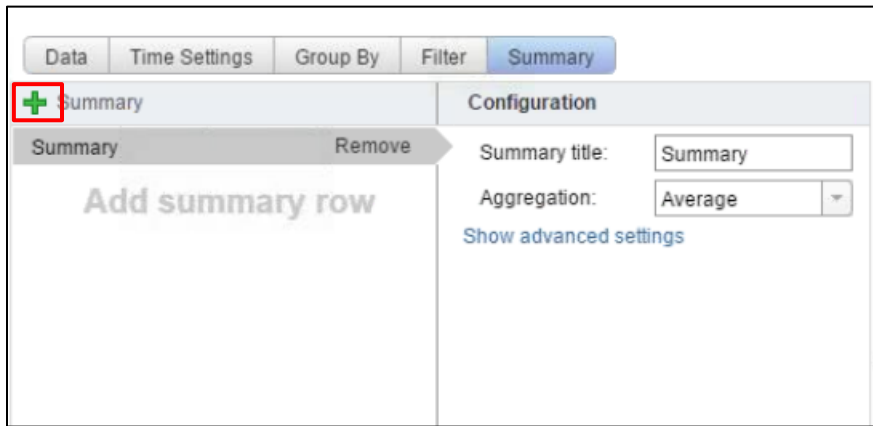 Data Time Settings Group By Filter Summary
Summary
Summary Remove
Add summary row
Configuration
Summary title: Summary
Aggregation: Average
Show advanced settings